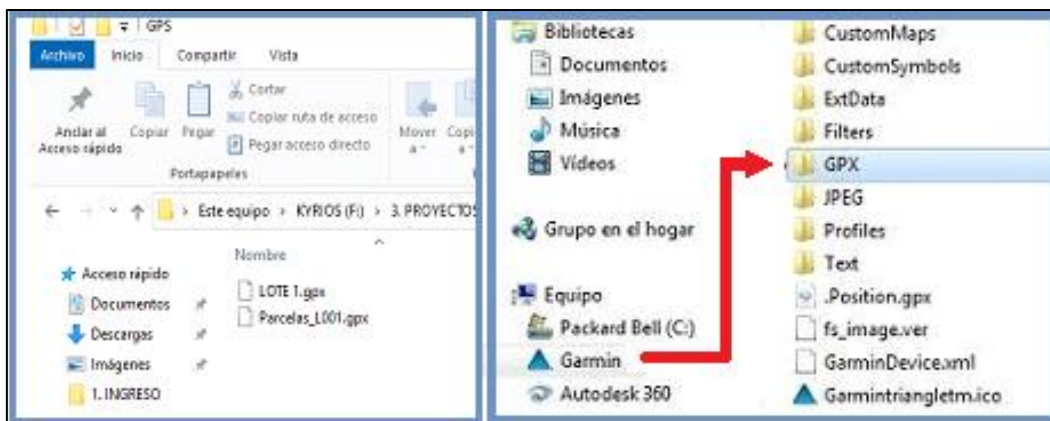 GPS
Archivo Inicio Compartir Vista
Anclar al
Acceso rápido
Copiar
Pegar
Cortar
Copiar ruta de acceso
Pegar acceso directo
Mover
a
Copi
a
Portapapeles
Este equipo > KYRIOS (F:) > 3. PROYECTOS
Nombre
Acceso rápido
Documentos
Descargas
Imágenes
1. INGRESO
LOTE 1.gpx
Parcelas_L001.gpx
Bibliotecas
Documentos
Imágenes
Música
Vídeos
Grupo en el hogar
Equipo
Packard Bell (C:)
Garmin
Autodesk 360
CustomMaps
CustomSymbols
ExtData
Filters
GPX
JPEG
Profiles
Text
.Position.gpx
fs_image.ver
GarminDevice.xml
Garmintriangletm.ico